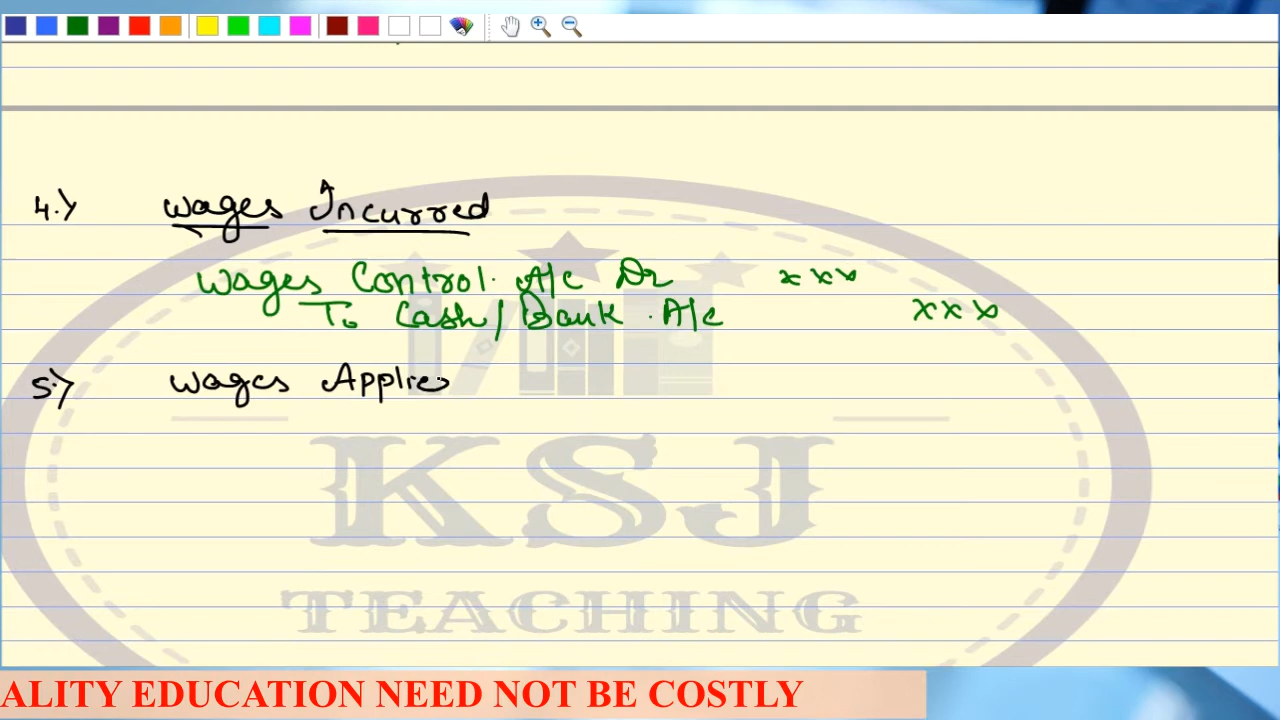 4.) Wages Incurred
Wages Control. A/c Dr xxx
To Cash/Bank. A/c xxx
5.) Wages Applie
KSJ
TEACHING
ALITY EDUCATION NEED NOT BE COSTLY